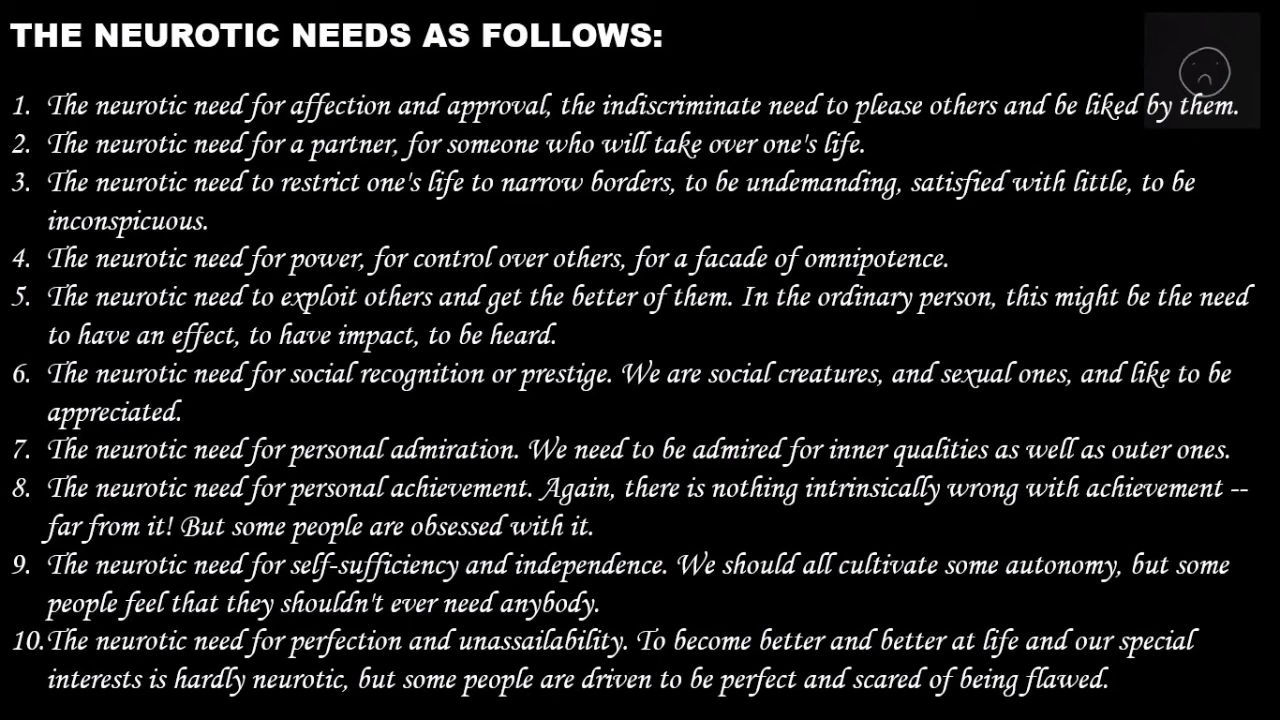 THE NEUROTIC NEEDS AS FOLLOWS:
1. The neurotic need for affection and approval, the indiscriminate need to please others and be liked by them.
2. The neurotic need for a partner, for someone who will take over one's life.
3. The neurotic need to restrict one's life to narrow borders, to be undemanding, satisfied with little, to be
inconspicuous.
4. The neurotic need for power, for control over others, for a facade of omnipotence.
5. The neurotic need to exploit others and get the better of them. In the ordinary person, this might be the need
to have an effect, to have impact, to be heard.
6. The neurotic need for social recognition or prestige. We are social creatures, and sexual ones, and like to be
appreciated.
7. The neurotic need for personal admiration. We need to be admired for inner qualities as well as outer ones.
8. The neurotic need for personal achievement. Again, there is nothing intrinsically wrong with achievement --
far from it! But some people are obsessed with it.
9. The neurotic need for self-sufficiency and independence. We should all cultivate some autonomy, but some
people feel that they shouldn't ever need anybody.
10. The neurotic need for perfection and unassailability. To become better and better at life and our special
interests is hardly neurotic, but some people are driven to be perfect and scared of being flawed.